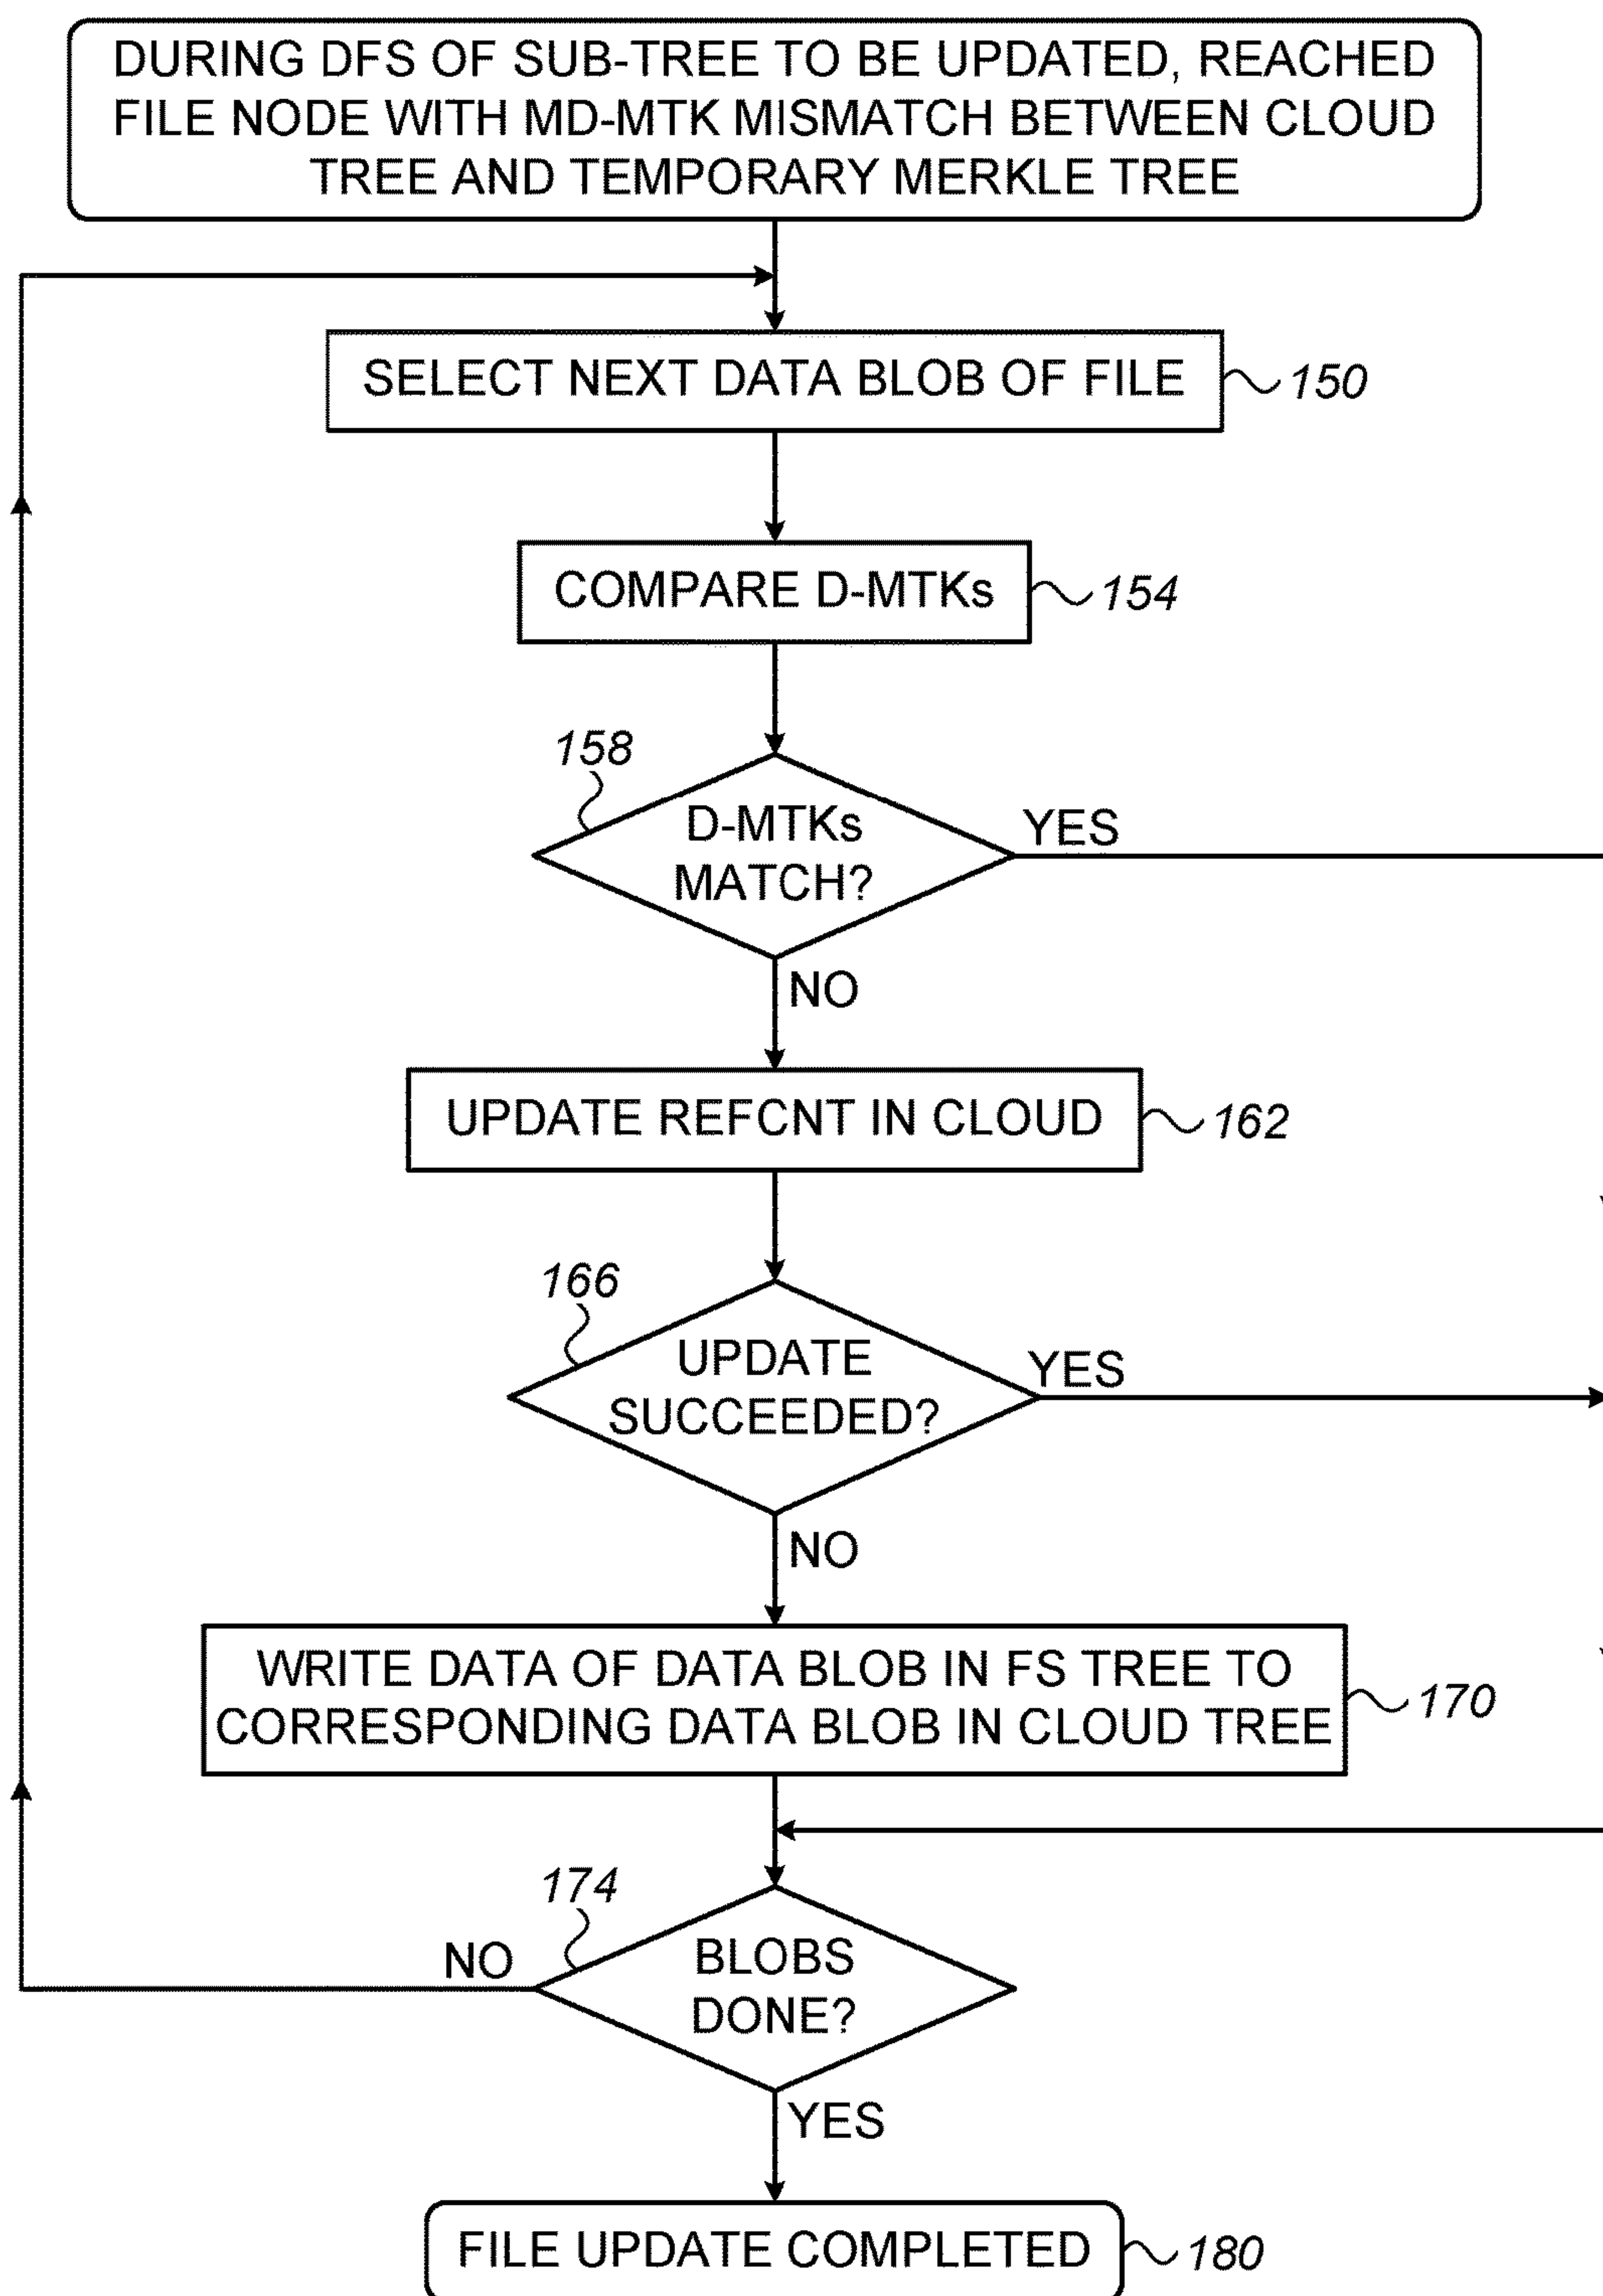 DURING DFS OF SUB-TREE TO BE UPDATED, REACHED
FILE NODE WITH MD-MTK MISMATCH BETWEEN CLOUD
TREE AND TEMPORARY MERKLE TREE
SELECT NEXT DATA BLOB OF FILE
150
COMPARE D-MTKs
154
158
D-MTKs
MATCH?
YES
NO
UPDATE REFCNT IN CLOUD
162
166
UPDATE
SUCCEEDED?
YES
NO
WRITE DATA OF DATA BLOB IN FS TREE TO
CORRESPONDING DATA BLOB IN CLOUD TREE
170
174
NO
BLOBS
DONE?
YES
FILE UPDATE COMPLETED
180